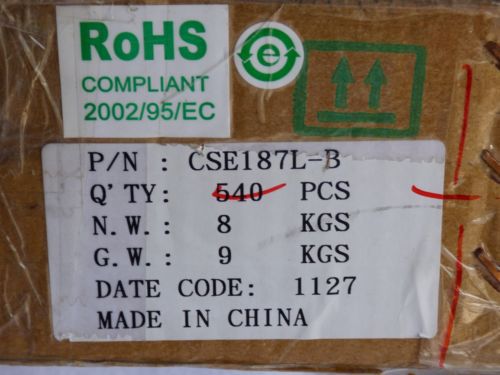 RoHS
COMPLIANT
2002/95/EC
e
P/N : CSE187L-B
Q'TY: 540 PCS
N.W.: 8 KGS
G.W.: 9 KGS
DATE CODE: 1127
MADE IN CHINA